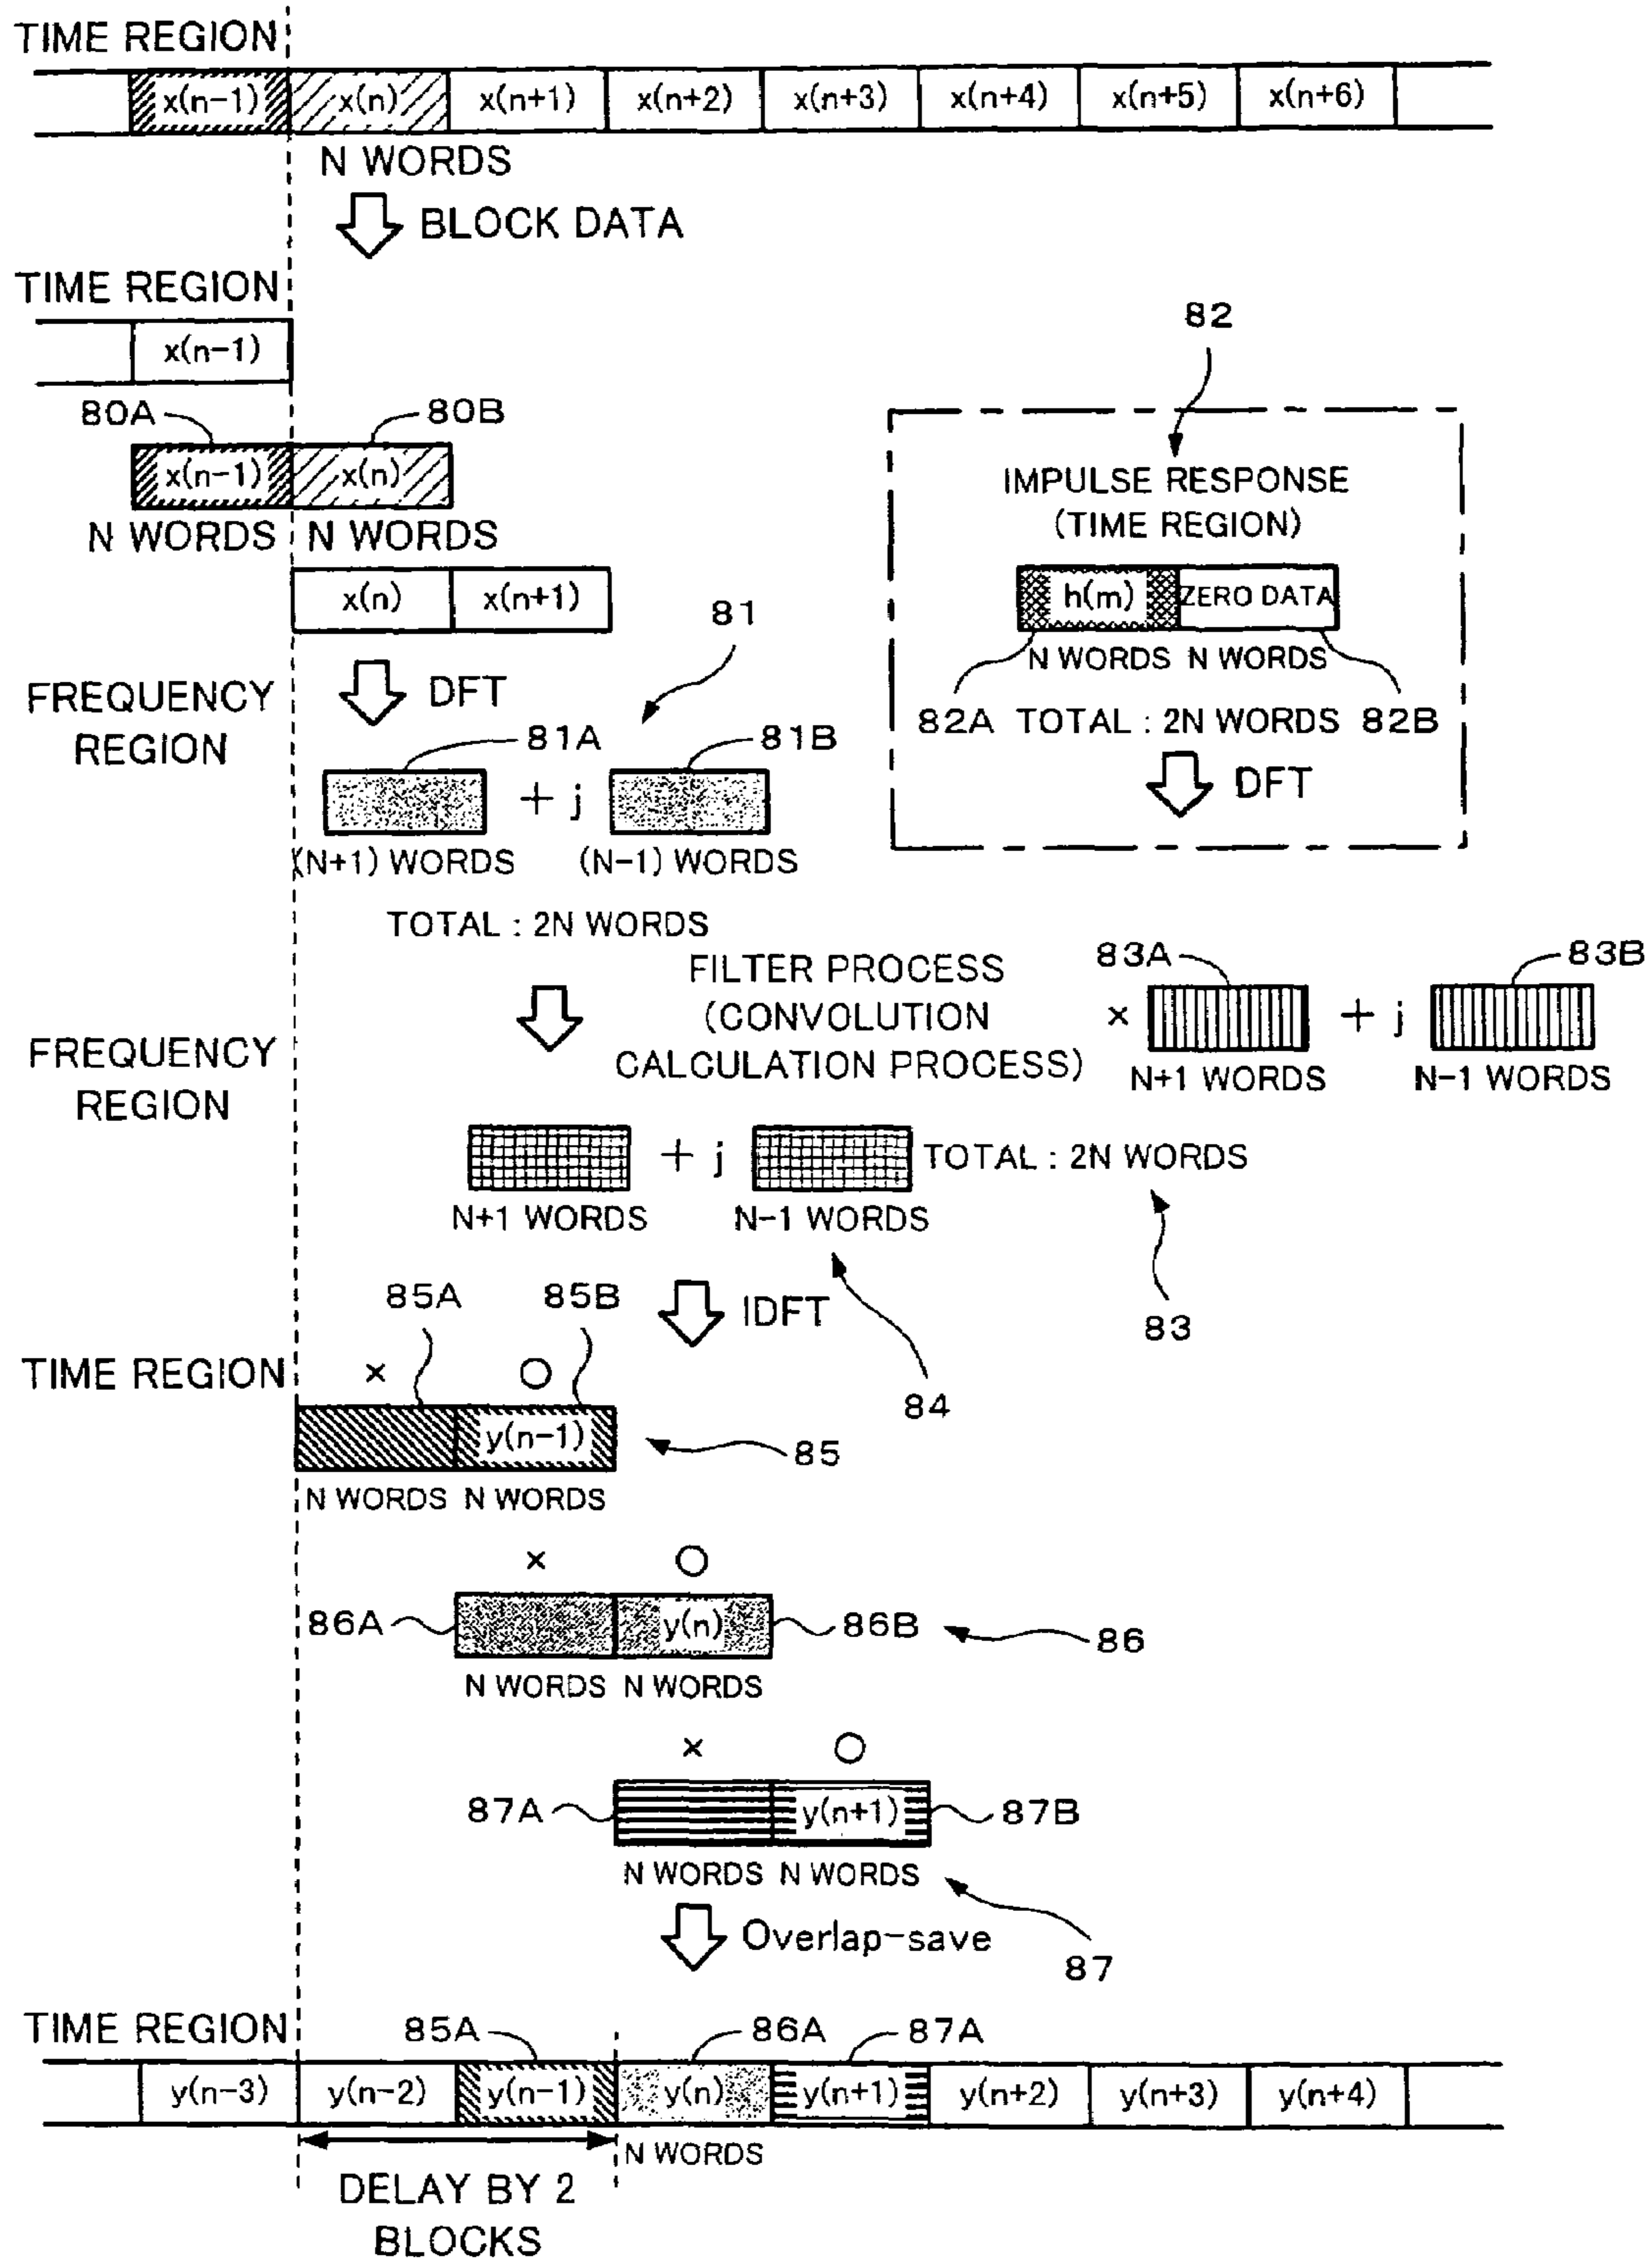 TIME REGION
x(n-1) x(n) x(n+1) x(n+2) x(n+3) x(n+4) x(n+5) x(n+6)
N WORDS
BLOCK DATA
TIME REGION
x(n-1)
80A 80B
x(n-1) x(n)
N WORDS N WORDS
x(n) x(n+1)
82
IMPULSE RESPONSE
(TIME REGION)
h(m) ZERO DATA
N WORDS N WORDS
82A TOTAL : 2N WORDS 82B
DFT
81
FREQUENCY
REGION
DFT
81A 81B
+ j
(N+1) WORDS (N-1) WORDS
TOTAL : 2N WORDS
FREQUENCY
REGION
FILTER PROCESS
(CONVOLUTION
CALCULATION PROCESS)
83A 83B
× + j
N+1 WORDS N-1 WORDS
+ j TOTAL : 2N WORDS
N+1 WORDS N-1 WORDS
83
84
IDFT
85A 85B
TIME REGION × ○
y(n-1) 85
N WORDS N WORDS
× ○
86A y(n) 86B 86
N WORDS N WORDS
× ○
87A y(n+1) 87B
N WORDS N WORDS
87
Overlap-save
TIME REGION 85A 86A 87A
y(n-3) y(n-2) y(n-1) y(n) y(n+1) y(n+2) y(n+3) y(n+4)
N WORDS
DELAY BY 2
BLOCKS